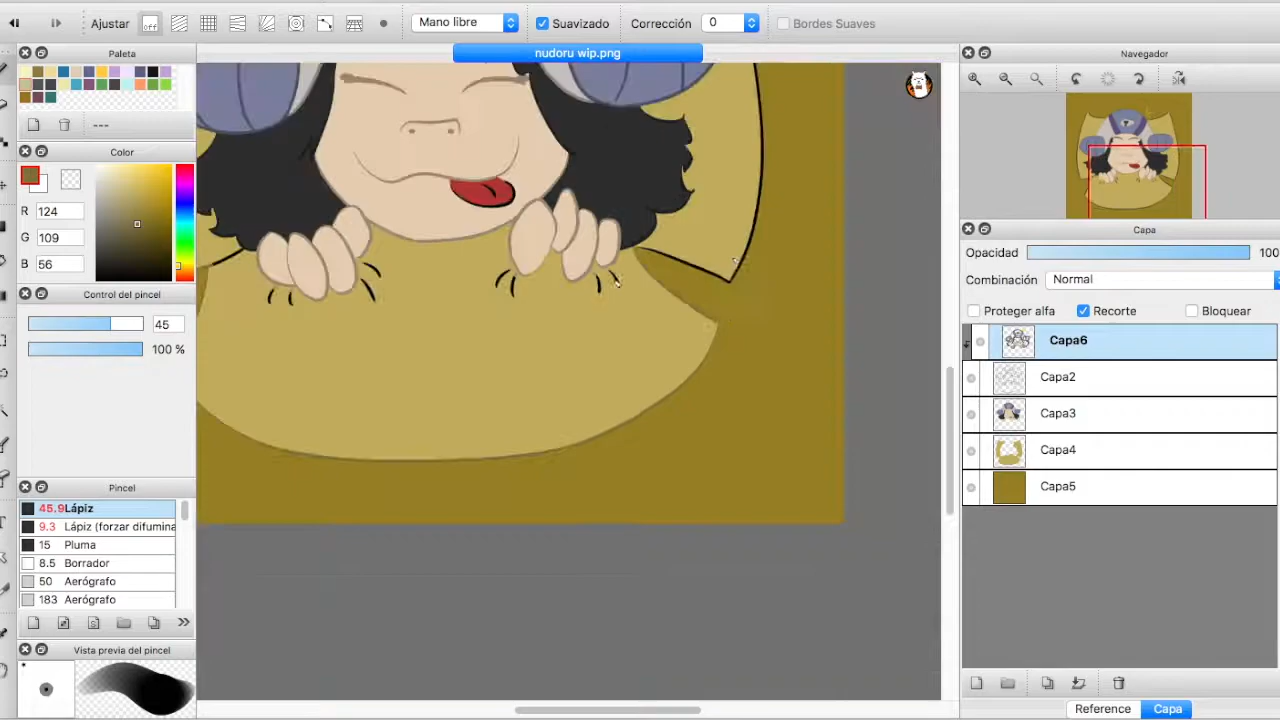 Ajustar
off
Mano libre
Suavizado
Corrección
0
Bordes Suaves
Paleta
nudoru wip.png
Navegador
---
Color
R
124
G
109
B
56
Capa
Opacidad
100
Combinación
Normal
Proteger alfa
Recorte
Bloquear
Control del pincel
45
100 %
Capa6
Capa2
Capa3
Capa4
Capa5
Pincel
45.9 Lápiz
9.3 Lápiz (forzar difumina
15 Pluma
8.5 Borrador
50 Aerógrafo
183 Aerógrafo
Vista previa del pincel
Reference
Capa